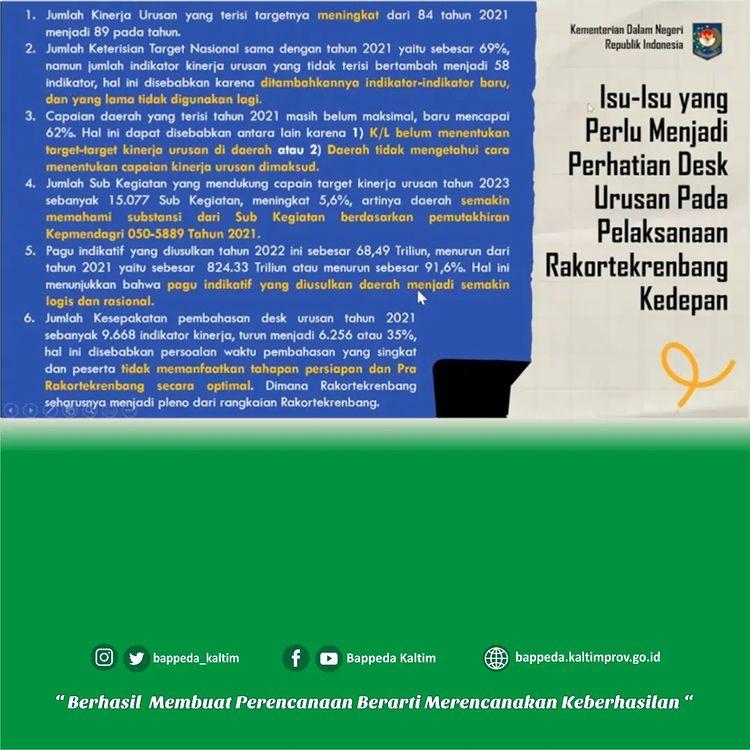 1. Jumlah Kinerja Urusan yang terisi targetnya meningkat dari 84 tahun 2021
menjadi 89 pada tahun.
2. Jumlah Keterisian Target Nasional sama dengan tahun 2021 yaitu sebesar 69%,
namun jumlah indikator kinerja urusan yang tidak terisi bertambah menjadi 58
indikator, hal ini disebabkan karena ditambahkannya indikator-indikator baru,
dan yang lama tidak digunakan lagi.
3. Capaian daerah yang terisi tahun 2021 masih belum maksimal, baru mencapai
62%. Hal ini dapat disebabkan antara lain karena 1) K/L belum menentukan
target-target kinerja urusan di daerah atau 2) Daerah tidak mengetahui cara
menentukan capaian kinerja urusan dimaksud.
4. Jumlah Sub Kegiatan yang mendukung capain target kinerja urusan tahun 2023
sebanyak 15.077 Sub Kegiatan, meningkat 5,6%, artinya daerah semakin
memahami substansi dari Sub Kegiatan berdasarkan pemutakhiran
Kepmendagri 050-5889 Tahun 2021.
5. Pagu indikatif yang diusulkan tahun 2022 ini sebesar 68,49 Triliun, menurun dari
tahun 2021 yaitu sebesar 824.33 Triliun atau menurun sebesar 91,6%. Hal ini
menunjukkan bahwa pagu indikatif yang diusulkan daerah menjadi semakin
logis dan rasional.
6. Jumlah Kesepakatan pembahasan desk urusan tahun 2021
sebanyak 9.668 indikator kinerja, turun menjadi 6.256 atau 35%,
hal ini disebabkan persoalan waktu pembahasan yang singkat
dan peserta tidak memanfaatkan tahapan persiapan dan Pra
Rakortekrenbang secara optimal. Dimana Rakortekrenbang
seharusnya menjadi pleno dari rangkaian Rakortekrenbang.
Kementerian Dalam Negeri
Republik Indonesia
Isu-Isu yang
Perlu Menjadi
Perhatian Desk
Urusan Pada
Pelaksanaan
Rakortekrenbang
Kedepan
bappeda_kaltim
Bappeda Kaltim
bappeda.kaltimprov.go.id
“ Berhasil Membuat Perencanaan Berarti Merencanakan Keberhasilan “